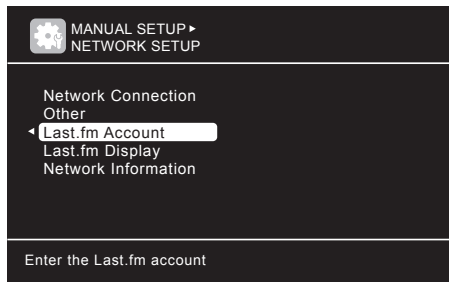 MANUAL SETUP▸
NETWORK SETUP
Network Connection
Other
◂Last.fm Account
Last.fm Display
Network Information
Enter the Last.fm account